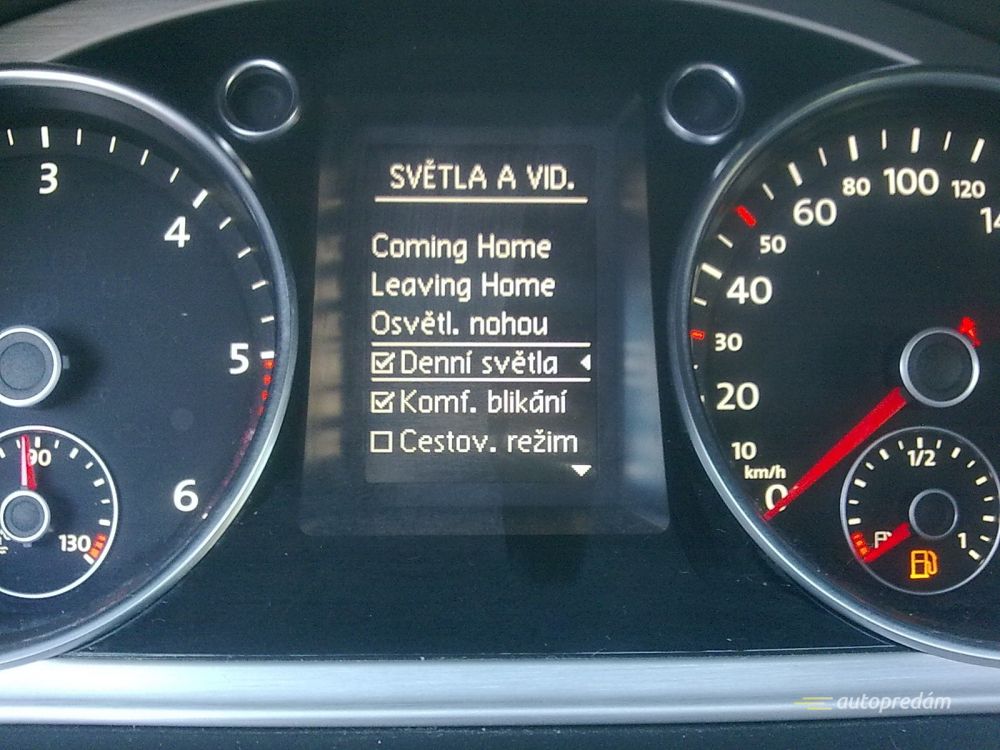 SVĚTLA A VID.
Coming Home
Leaving Home
Osvětl. nohou
Denní světla
Komf. blikání
Cestov. režim
3
4
5
6
90
130
0
10
20
30
40
50
60
80
100
120
km/h
1/2
1
autopredám